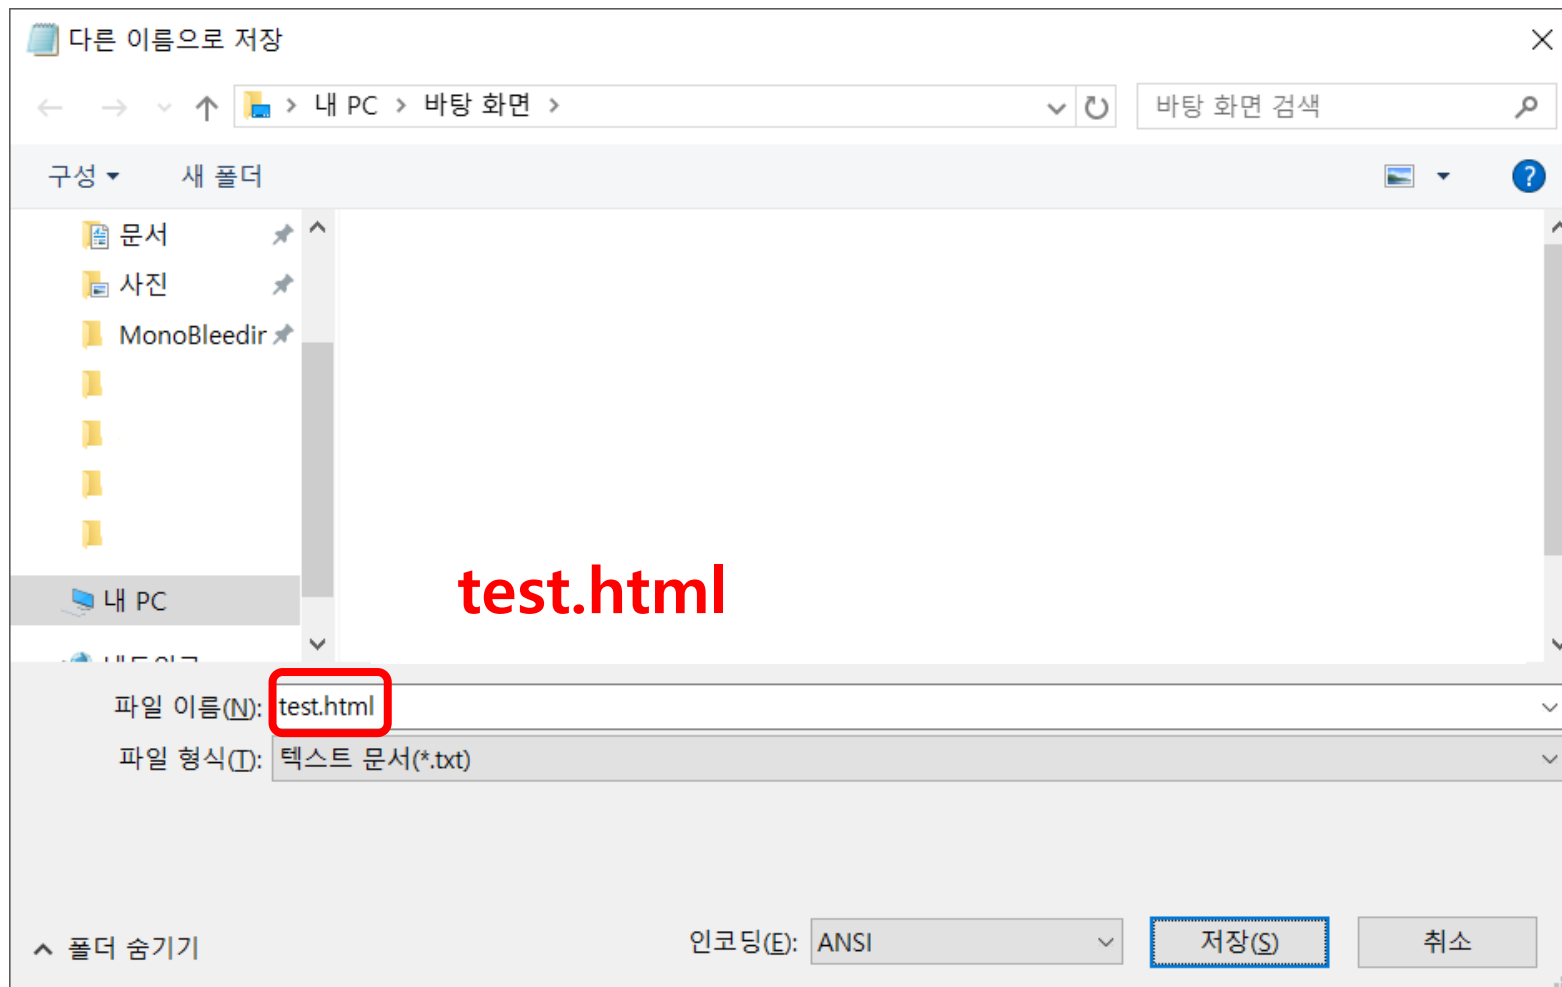 다른 이름으로 저장
내 PC > 바탕 화면 >
바탕 화면 검색
구성
새 폴더
?
문서
사진
MonoBleedir
내 PC
test.html
파일 이름(N): test.html
파일 형식(T): 텍스트 문서(*.txt)
폴더 숨기기
인코딩(E): ANSI
저장(S)
취소